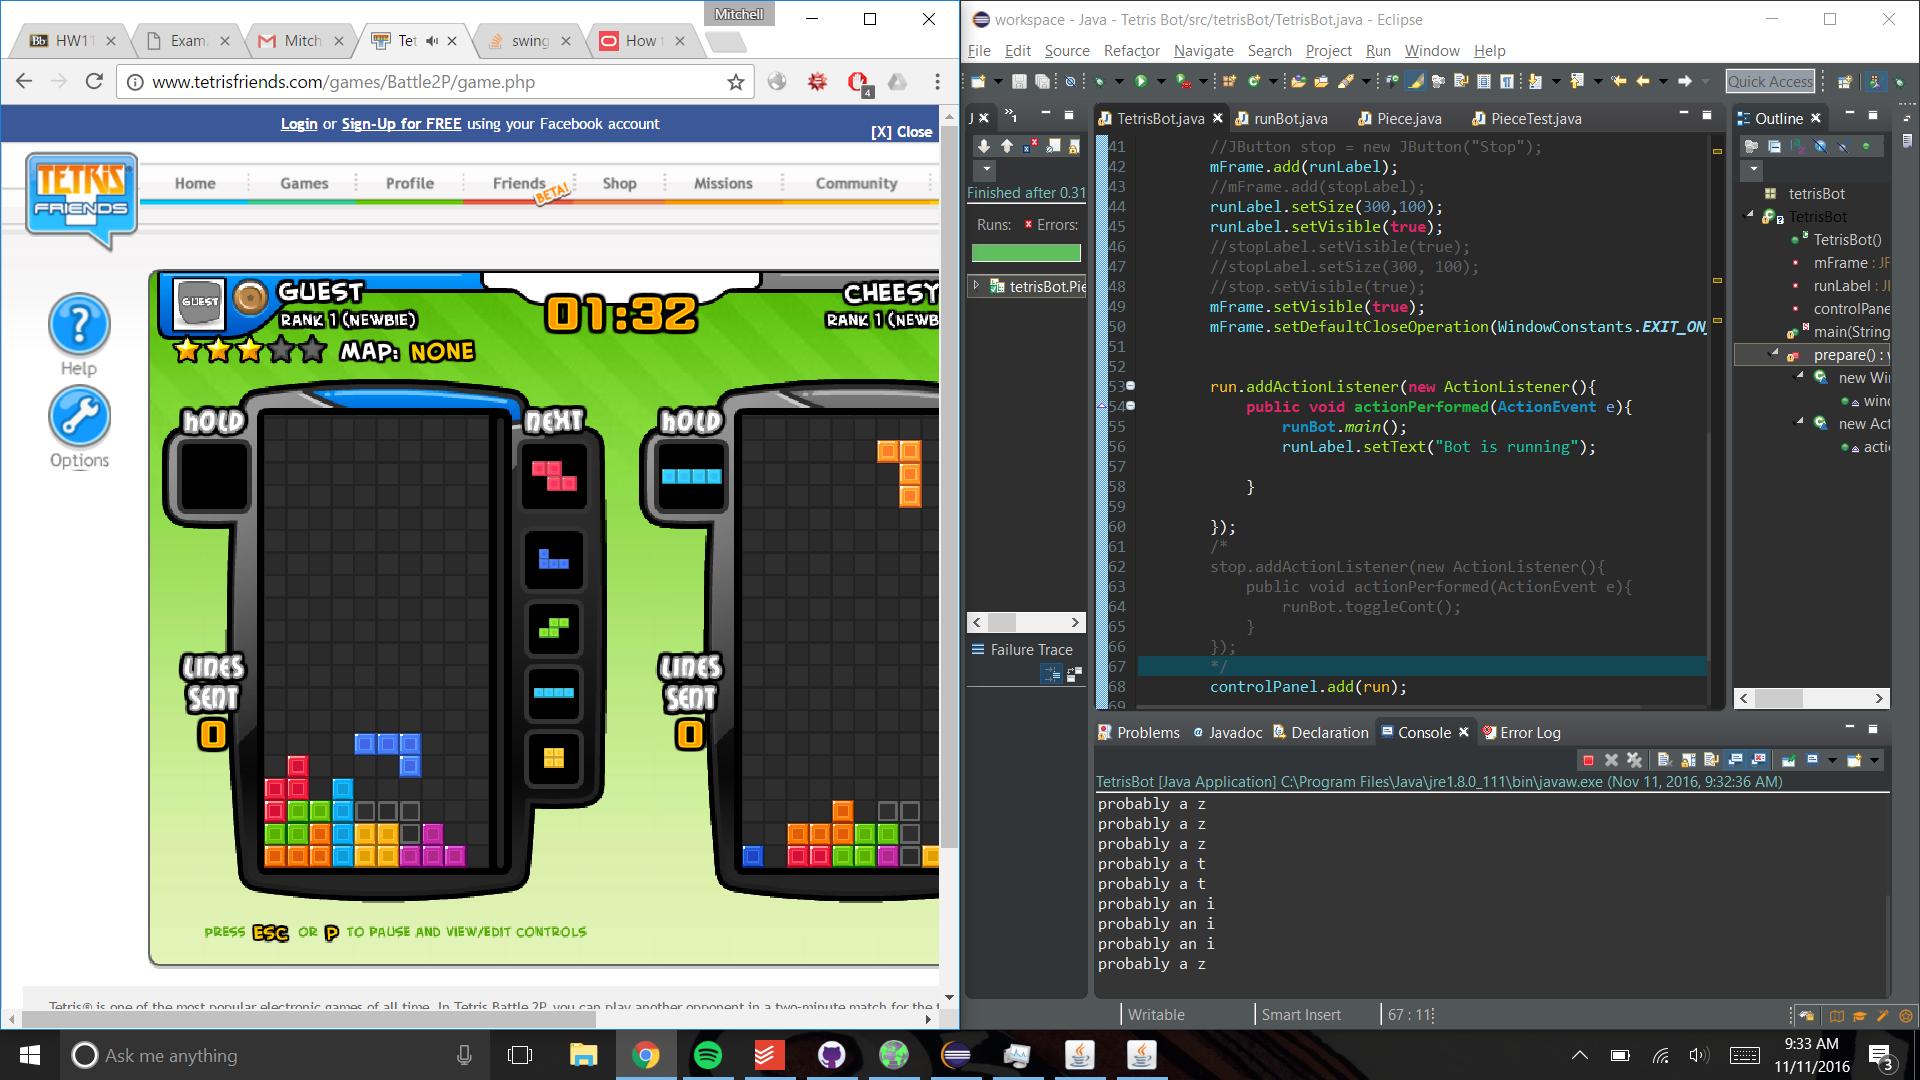 Mitchell
HW11
Exam
Mitch
Tet
swing
How
www.tetrisfriends.com/games/Battle2P/game.php
4
Login or Sign-Up for FREE using your Facebook account
[X] Close
TETRIS FRIENDS
Home
Games
Profile
Friends
BETA!
Shop
Missions
Community
Help
Options
GUEST
GUEST
RANK 1 (NEWBIE)
MAP: NONE
01:32
CHEESY
RANK 1 (NEWB
HOLD
NEXT
HOLD
LINES SENT
0
LINES SENT
0
PRESS ESC OR P TO PAUSE AND VIEW/EDIT CONTROLS
Tetris® is one of the most popular electronic games of all time. In Tetris Battle 2P, you can play another opponent in a two-minute match for the
workspace - Java - Tetris Bot/src/tetrisBot/TetrisBot.java - Eclipse
File Edit Source Refactor Navigate Search Project Run Window Help
Quick Access
J
Finished after 0.31
Runs: Errors:
tetrisBot.Pie
Failure Trace
TetrisBot.java
runBot.java
Piece.java
PieceTest.java
41 //JButton stop = new JButton("Stop");
42 mFrame.add(runLabel);
43 //mFrame.add(stopLabel);
44 runLabel.setSize(300,100);
45 runLabel.setVisible(true);
46 //stopLabel.setVisible(true);
47 //stopLabel.setSize(300, 100);
48 //stop.setVisible(true);
49 mFrame.setVisible(true);
50 mFrame.setDefaultCloseOperation(WindowConstants.EXIT_ON_
51
52
53 run.addActionListener(new ActionListener(){
54 public void actionPerformed(ActionEvent e){
55 runBot.main();
56 runLabel.setText("Bot is running");
57
58 }
59
60 });
61 /*
62 stop.addActionListener(new ActionListener(){
63 public void actionPerformed(ActionEvent e){
64 runBot.toggleCont();
65 }
66 });
67 */
68 controlPanel.add(run);
69
Outline
tetrisBot
TetrisBot
TetrisBot()
mFrame : JF
runLabel : JL
controlPane
main(String
prepare() : v
new Win
wind
new Act
actio
Problems
Javadoc
Declaration
Console
Error Log
TetrisBot [Java Application] C:\Program Files\Java\jre1.8.0_111\bin\javaw.exe (Nov 11, 2016, 9:32:36 AM)
probably a z
probably a z
probably a z
probably a t
probably a t
probably an i
probably an i
probably an i
probably a z
Writable
Smart Insert
67 : 11
Ask me anything
9:33 AM
11/11/2016
3